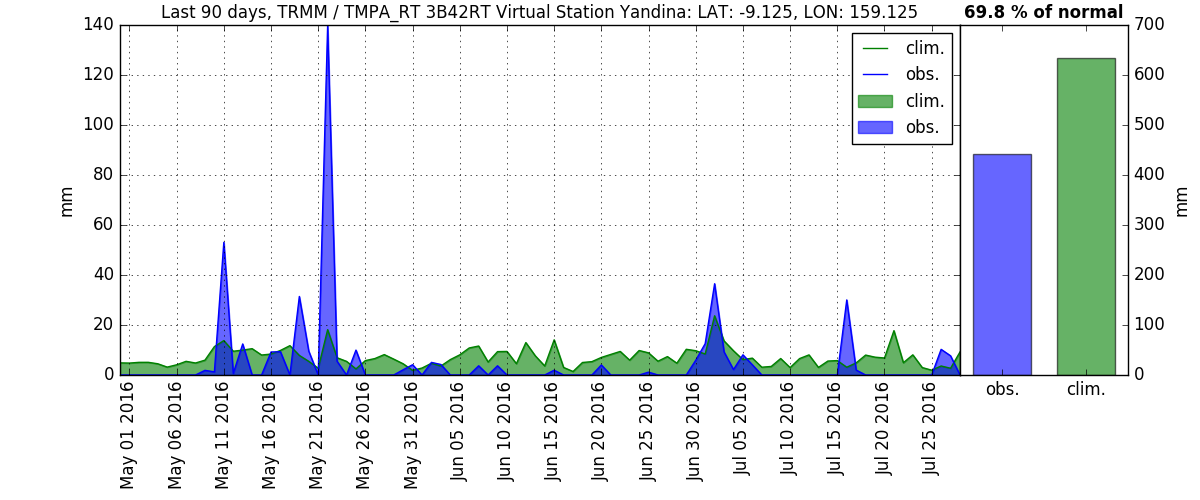 Last 90 days, TRMM / TMPA_RT 3B42RT Virtual Station Yandina: LAT: -9.125, LON: 159.125
69.8 % of normal
140
120
100
80
60
40
20
0
mm
clim.
obs.
clim.
obs.
700
600
500
400
300
200
100
0
mm
May 01 2016
May 06 2016
May 11 2016
May 16 2016
May 21 2016
May 26 2016
May 31 2016
Jun 05 2016
Jun 10 2016
Jun 15 2016
Jun 20 2016
Jun 25 2016
Jun 30 2016
Jul 05 2016
Jul 10 2016
Jul 15 2016
Jul 20 2016
Jul 25 2016
obs.
clim.